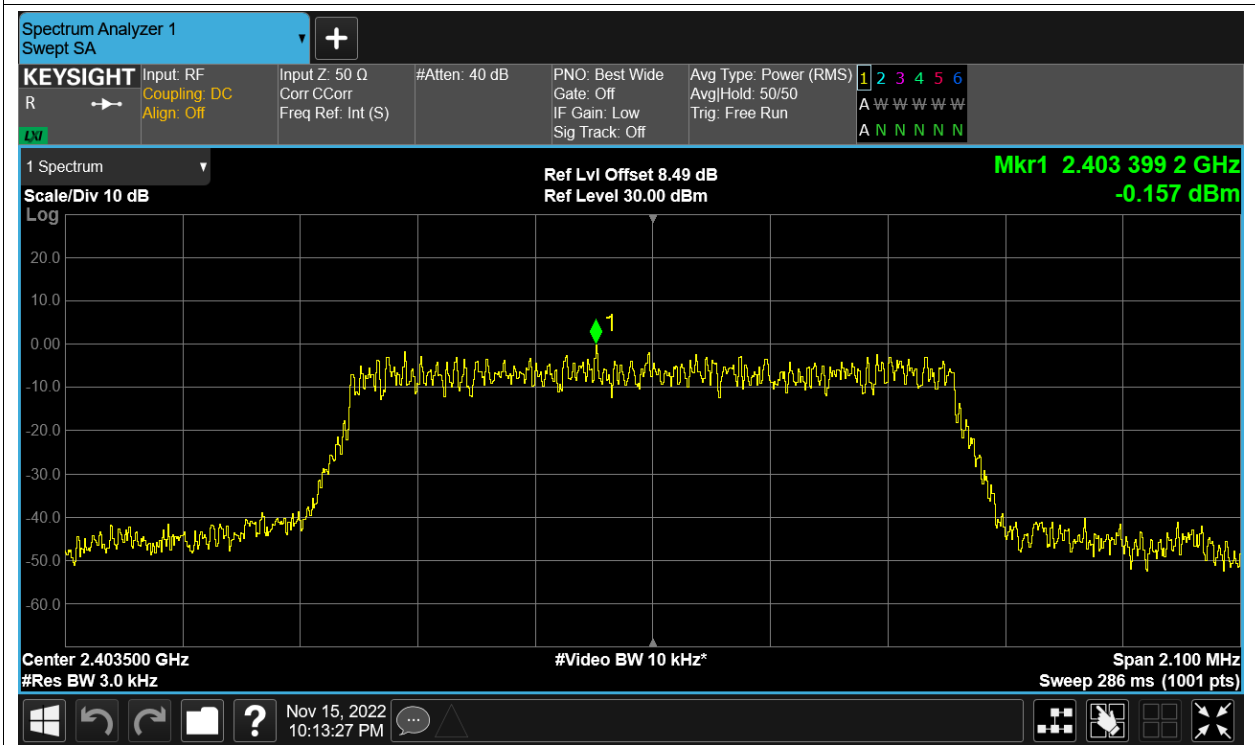 Spectrum Analyzer 1
Swept SA
KEYSIGHT
R
LXI
Input: RF
Coupling: DC
Align: Off
Input Z: 50 Ω
Corr CCorr
Freq Ref: Int (S)
#Atten: 40 dB
PNO: Best Wide
Gate: Off
IF Gain: Low
Sig Track: Off
Avg Type: Power (RMS)
Avg|Hold: 50/50
Trig: Free Run
1 2 3 4 5 6
A W W W W W
A N N N N N
1 Spectrum
Scale/Div 10 dB
Log
Ref Lvl Offset 8.49 dB
Ref Level 30.00 dBm
Mkr1 2.403 399 2 GHz
-0.157 dBm
20.0
10.0
1
0.00
-10.0
-20.0
-30.0
-40.0
-50.0
-60.0
Center 2.403500 GHz
#Res BW 3.0 kHz
#Video BW 10 kHz*
Span 2.100 MHz
Sweep 286 ms (1001 pts)
?
Nov 15, 2022
10:13:27 PM